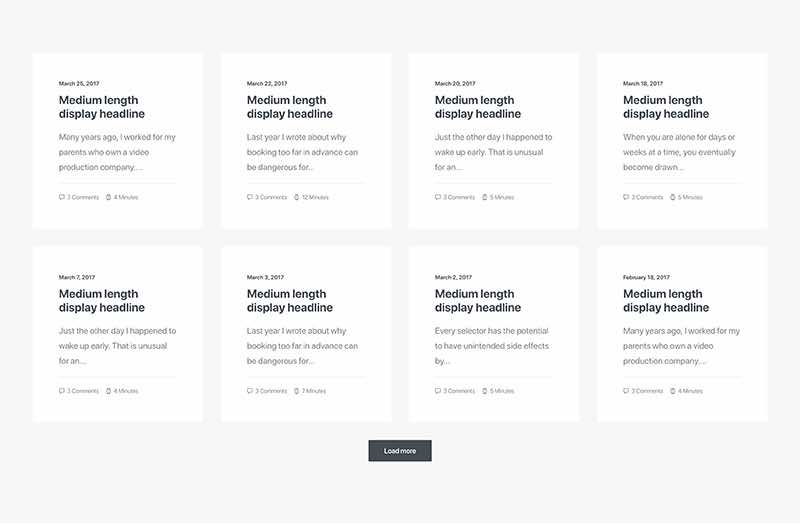 March 25, 2017
Medium length
display headline
Many years ago, I worked for my
parents who own a video
production company....
3 Comments 4 Minutes
March 22, 2017
Medium length
display headline
Last year I wrote about why
booking too far in advance can
be dangerous for...
3 Comments 12 Minutes
March 20, 2017
Medium length
display headline
Just the other day I happened to
wake up early. That is unusual
for an...
3 Comments 5 Minutes
March 18, 2017
Medium length
display headline
When you are alone for days or
weeks at a time, you eventually
become drawn...
3 Comments 5 Minutes
March 7, 2017
Medium length
display headline
Just the other day I happened to
wake up early. That is unusual
for an...
3 Comments 4 Minutes
March 3, 2017
Medium length
display headline
Last year I wrote about why
booking too far in advance can
be dangerous for...
3 Comments 7 Minutes
March 2, 2017
Medium length
display headline
Every selector has the potential
to have unintended side effects
by...
3 Comments 5 Minutes
February 18, 2017
Medium length
display headline
Many years ago, I worked for my
parents who own a video
production company....
3 Comments 4 Minutes
Load more